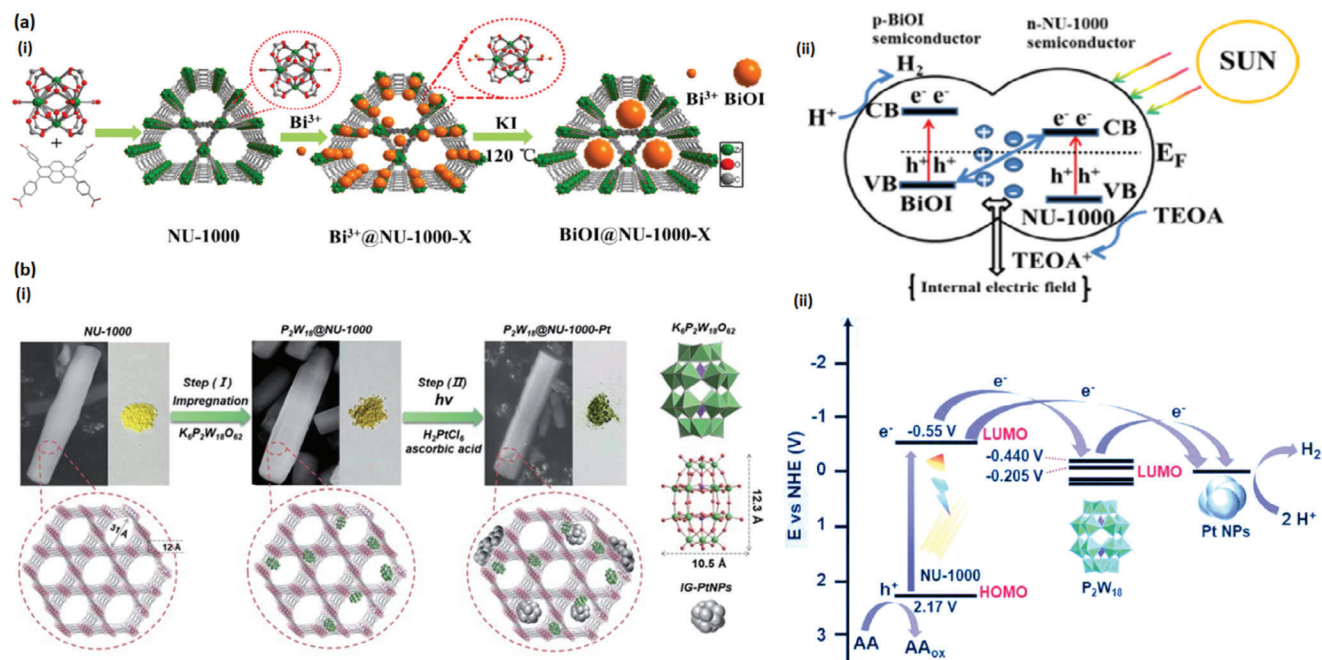 (a)
(i)
+
NU-1000
Bi³⁺
Bi³⁺@NU-1000-X
KI
120 ℃
Bi³⁺ BiOI
Zr
O
C
BiOI@NU-1000-X
(ii)
p-BiOI
semiconductor
n-NU-1000
semiconductor
SUN
H₂
H⁺
e⁻ e⁻
CB
e⁻ e⁻
CB
E_F
h⁺ h⁺
h⁺ h⁺
VB
BiOI
VB
NU-1000
TEOA
TEOA⁺
{Internal electric field}
(b)
(i)
NU-1000
P₂W₁₈@NU-1000
P₂W₁₈@NU-1000-Pt
K₆P₂W₁₈O₆₂
Step (I)
Impregnation
K₆P₂W₁₈O₆₂
Step (II)
hv
H₂PtCl₆
ascorbic acid
31 Å
12 Å
12.3 Å
10.5 Å
IG-PtNPs
(ii)
E vs NHE (V)
-2
-1
0
1
2
3
e⁻
e⁻
e⁻
e⁻
-0.55 V
LUMO
-0.440 V
-0.205 V
LUMO
H₂
2 H⁺
Pt NPs
P₂W₁₈
NU-1000
h⁺
HOMO
2.17 V
AA
AAₒₓ